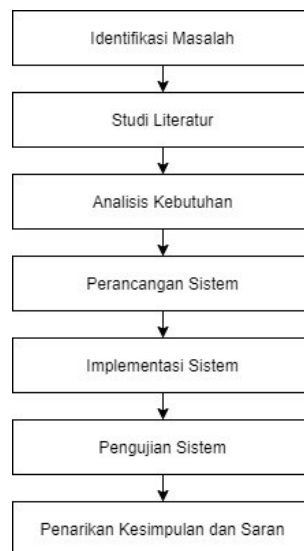 Identifikasi Masalah
Studi Literatur
Analisis Kebutuhan
Perancangan Sistem
Implementasi Sistem
Pengujian Sistem
Penarikan Kesimpulan dan Saran